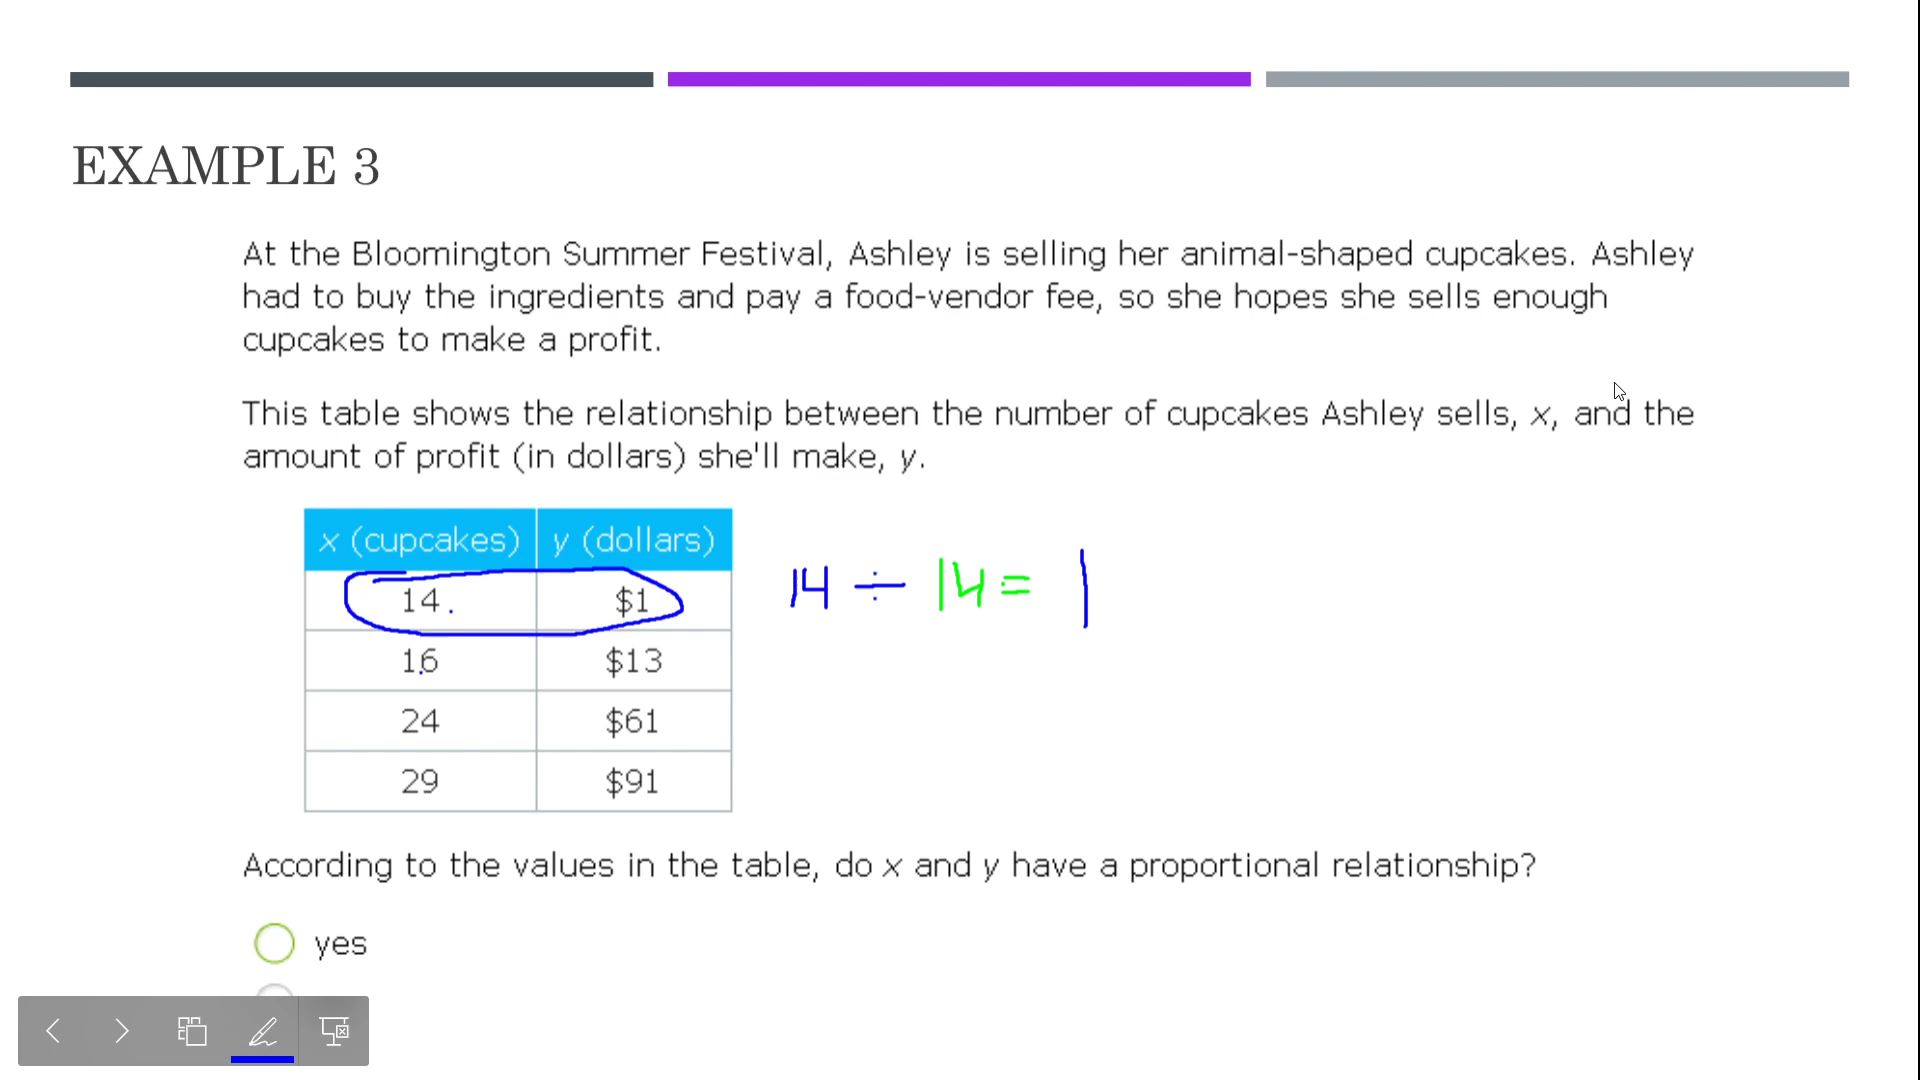 EXAMPLE 3
At the Bloomington Summer Festival, Ashley is selling her animal-shaped cupcakes. Ashley
had to buy the ingredients and pay a food-vendor fee, so she hopes she sells enough
cupcakes to make a profit.
This table shows the relationship between the number of cupcakes Ashley sells, x, and the
amount of profit (in dollars) she'll make, y.
x (cupcakes) y (dollars)
14 $1 14 ÷ 14 = 1
16 $13
24 $61
29 $91
According to the values in the table, do x and y have a proportional relationship?
yes